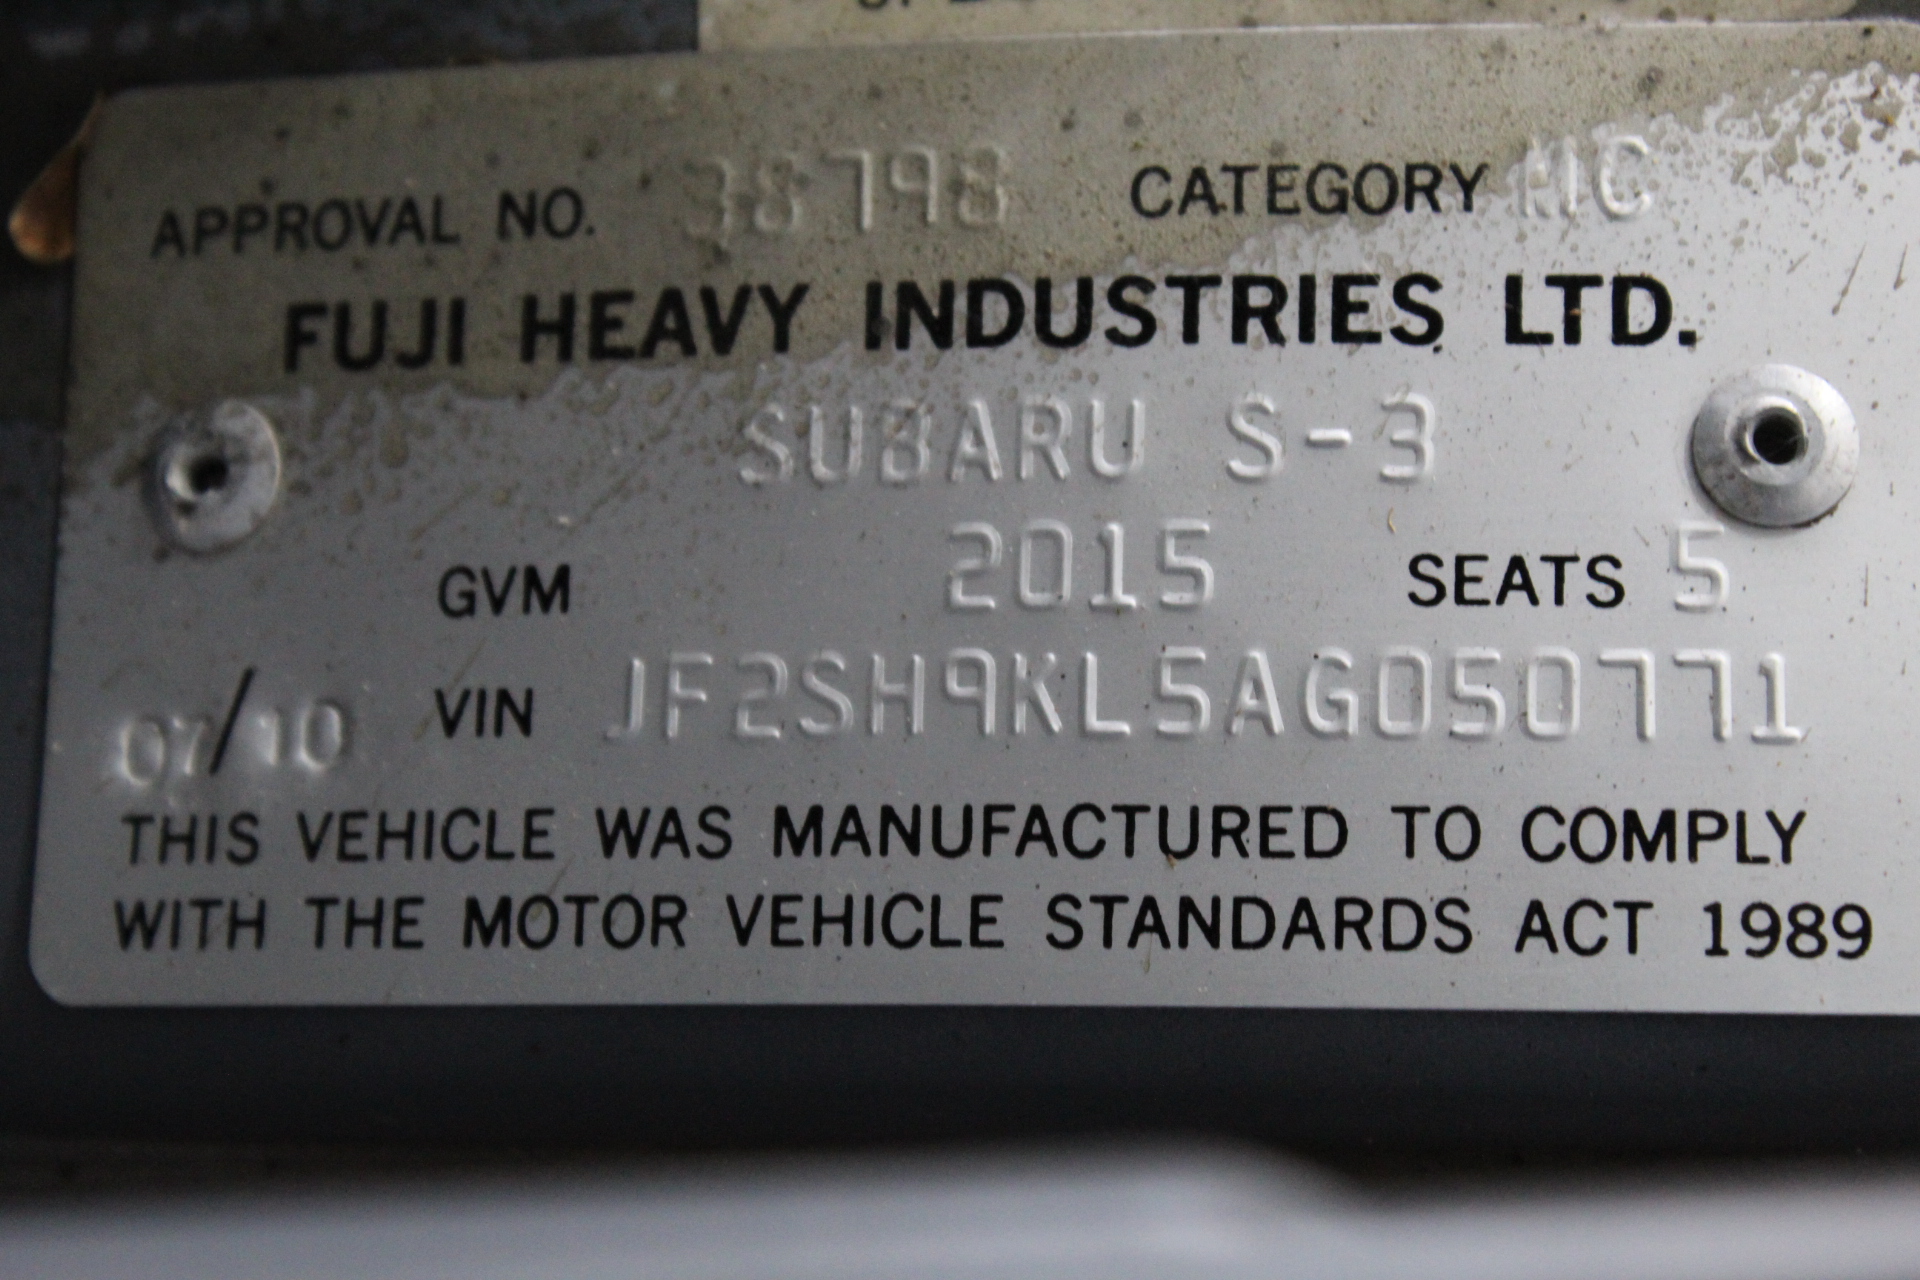 APPROVAL NO. 38798 CATEGORY MC
FUJI HEAVY INDUSTRIES LTD.
SUBARU S-3
GVM 2015 SEATS 5
07/10 VIN JF2SH9KL5AG050771
THIS VEHICLE WAS MANUFACTURED TO COMPLY
WITH THE MOTOR VEHICLE STANDARDS ACT 1989